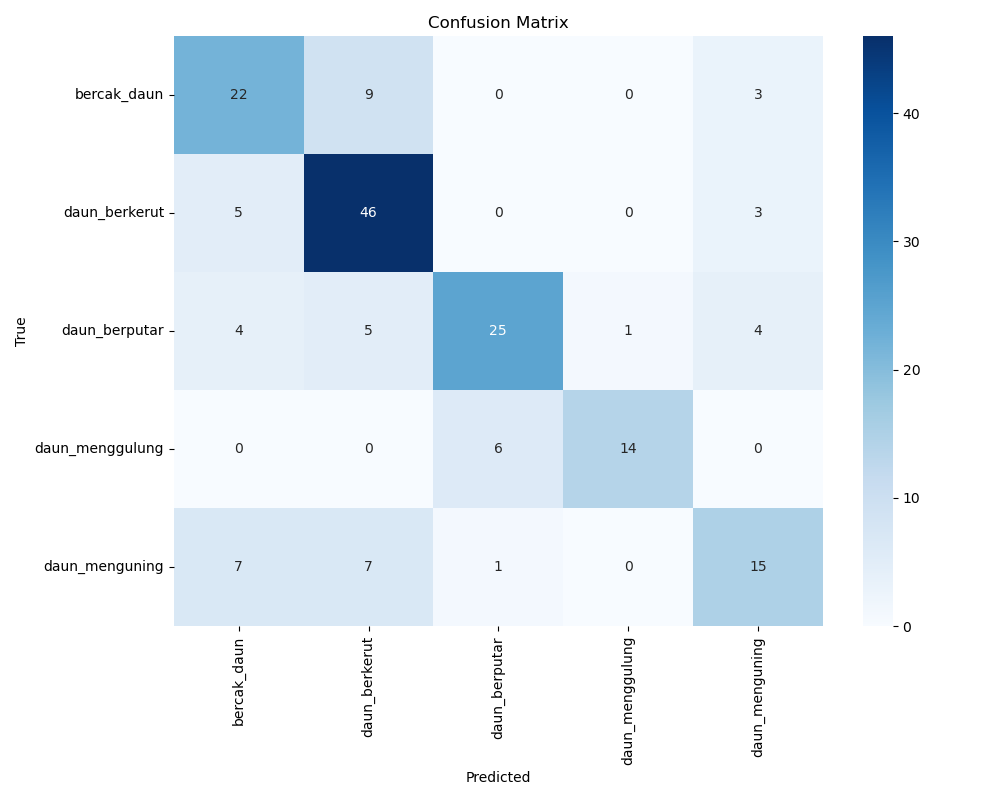 Confusion Matrix
True
bercak_daun 22 9 0 0 3
daun_berkerut 5 46 0 0 3
daun_berputar 4 5 25 1 4
daun_menggulung 0 0 6 14 0
daun_menguning 7 7 1 0 15
bercak_daun daun_berkerut daun_berputar daun_menggulung daun_menguning
Predicted
40
30
20
10
0